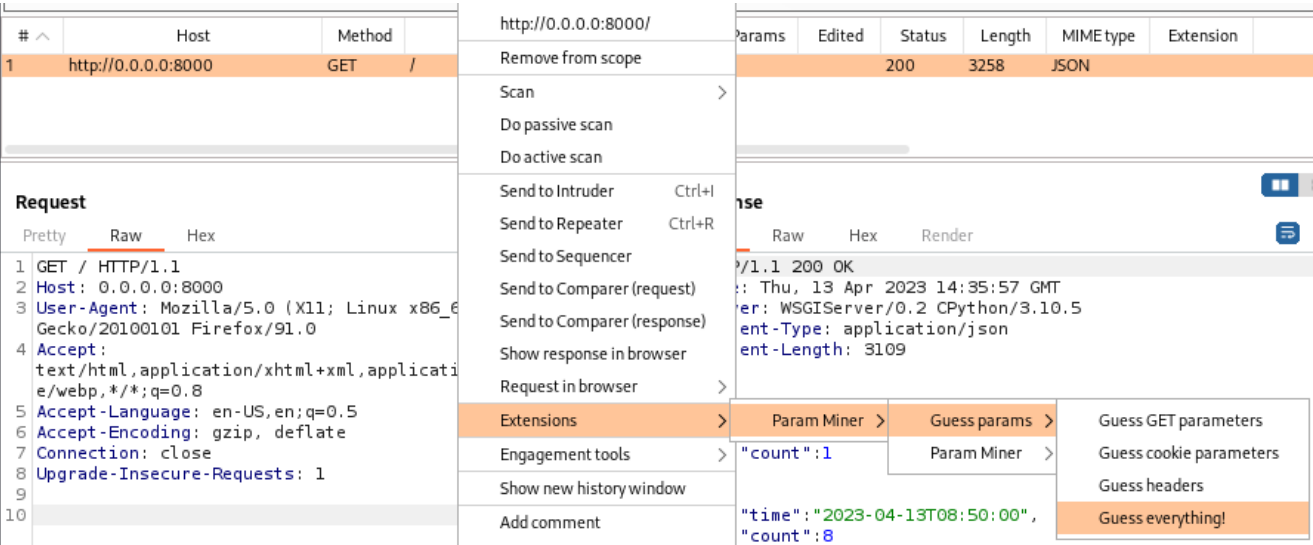 http://0.0.0.0:8000/
# Host Method Params Edited Status Length MIME type Extension
1 http://0.0.0.0:8000 GET / 200 3258 JSON
Remove from scope
Scan
Do passive scan
Do active scan
Send to Intruder Ctrl+I
Send to Repeater Ctrl+R
Send to Sequencer
Send to Comparer (request)
Send to Comparer (response)
Show response in browser
Request in browser
Extensions
Engagement tools
Show new history window
Add comment
Param Miner
Guess params
Param Miner
Guess GET parameters
Guess cookie parameters
Guess headers
Guess everything!
Request
Pretty Raw Hex
1 GET / HTTP/1.1
2 Host: 0.0.0.0:8000
3 User-Agent: Mozilla/5.0 (X11; Linux x86_6
Gecko/20100101 Firefox/91.0
4 Accept:
text/html,application/xhtml+xml,applicati
e/webp,*/*;q=0.8
5 Accept-Language: en-US,en;q=0.5
6 Accept-Encoding: gzip, deflate
7 Connection: close
8 Upgrade-Insecure-Requests: 1
9
10
nse
Raw Hex Render
P/1.1 200 OK
e: Thu, 13 Apr 2023 14:35:57 GMT
ver: WSGIServer/0.2 CPython/3.10.5
ent-Type: application/json
ent-Length: 3109
"count":1
"time":"2023-04-13T08:50:00",
"count":8